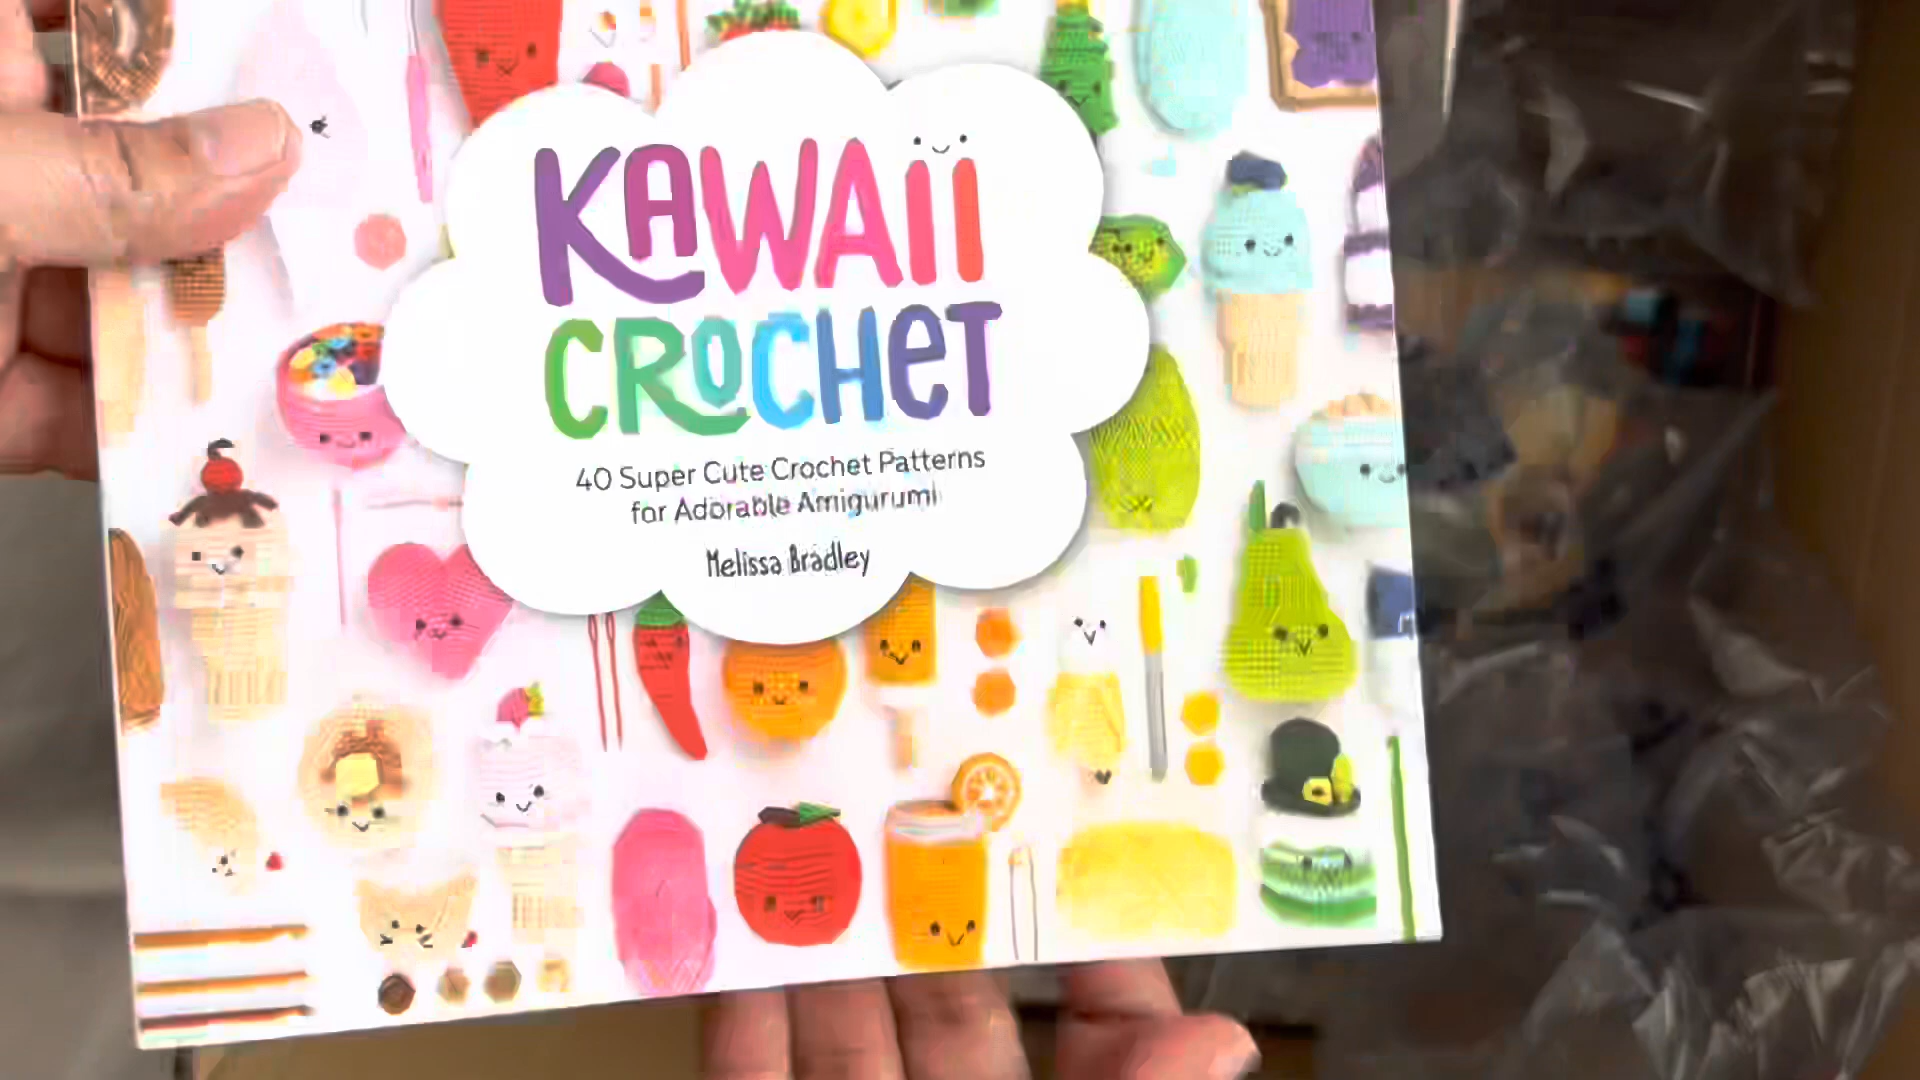 KAWAii
CROCHET
40 Super Cute Crochet Patterns
for Adorable Amigurumi
Melissa Bradley